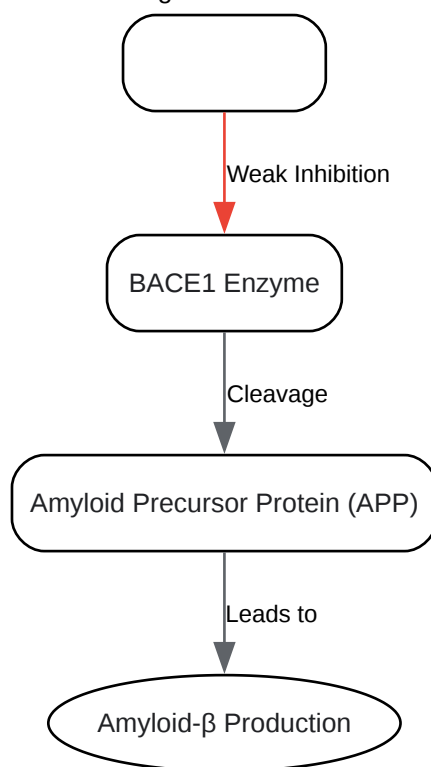 Weak Inhibition
BACE1 Enzyme
Cleavage
Amyloid Precursor Protein (APP)
Leads to
Amyloid-β Production